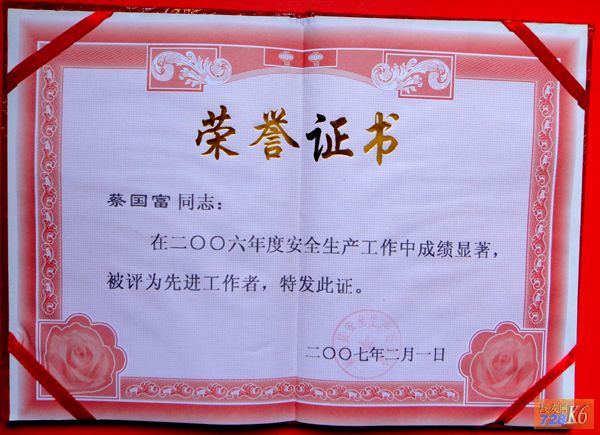 荣誉证书
蔡国富 同志：
在二〇〇六年度安全生产工作中成绩显著，
被评为先进工作者，特发此证。
二〇〇七年二月一日
728 K6